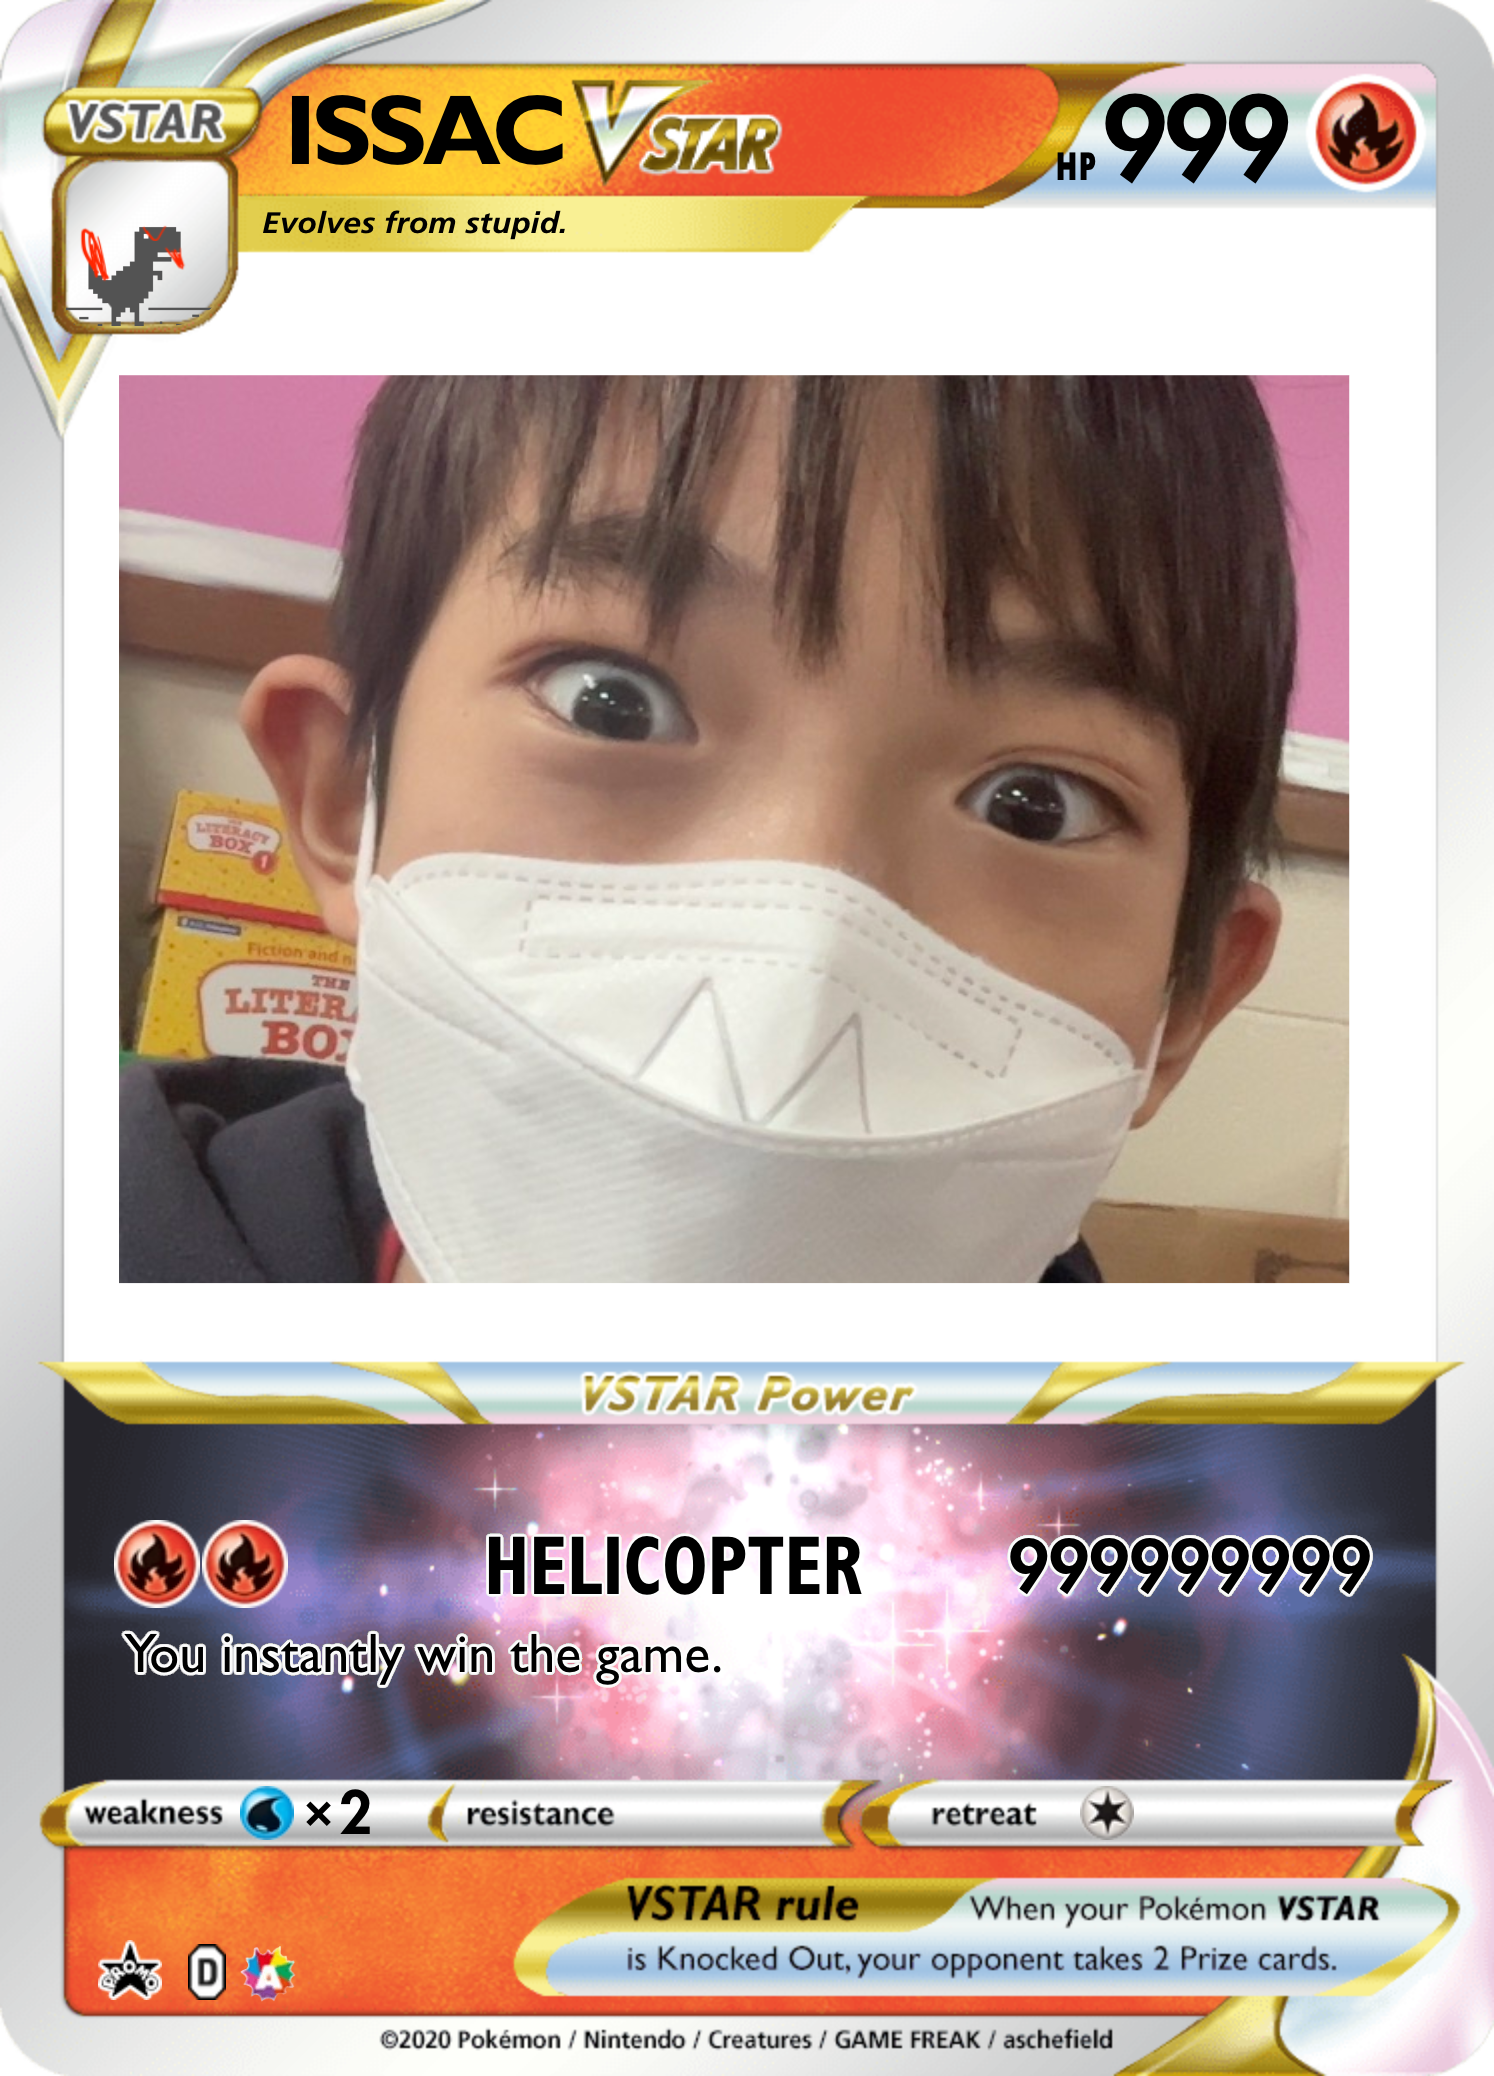 VSTAR
ISSAC VSTAR
HP 999
Evolves from stupid.
LITERACY
BOX 1
Fiction and n
THE
LITERA
BOX
VSTAR Power
HELICOPTER 999999999
You instantly win the game.
weakness ×2 resistance retreat
VSTAR rule When your Pokémon VSTAR
is Knocked Out, your opponent takes 2 Prize cards.
PROMO D A
©2020 Pokémon / Nintendo / Creatures / GAME FREAK / aschefield